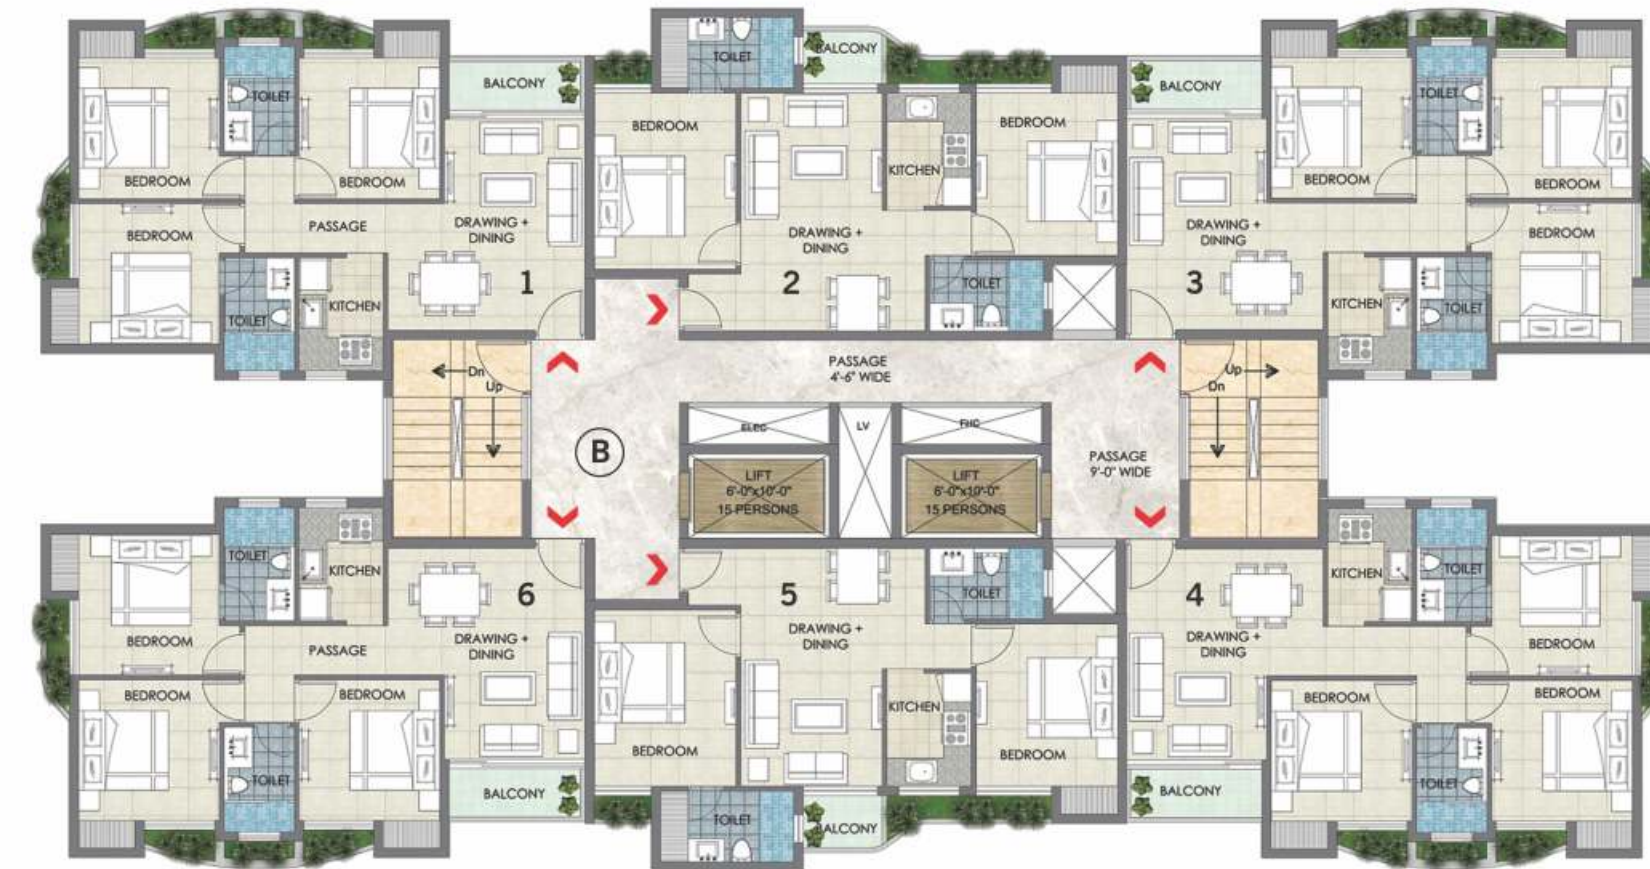 TOILET
BALCONY
BALCONY
BALCONY
TOILET
TOILET
BEDROOM
BEDROOM
BEDROOM
BEDROOM
KITCHEN
BEDROOM
BEDROOM
BEDROOM
PASSAGE
DRAWING +
DINING
DRAWING +
DINING
DRAWING +
DINING
BEDROOM
1
2
3
KITCHEN
TOILET
TOILET
KITCHEN
TOILET
PASSAGE
4'-6" WIDE
Dn
Up
Up
Dn
ELEC
LV
FHC
B
PASSAGE
9'-0" WIDE
LIFT
6'-0"x10'-0"
15 PERSONS
LIFT
6'-0"x10'-0"
15 PERSONS
TOILET
KITCHEN
6
5
4
TOILET
KITCHEN
TOILET
BEDROOM
PASSAGE
DRAWING +
DINING
DRAWING +
DINING
DRAWING +
DINING
BEDROOM
BEDROOM
BEDROOM
KITCHEN
BEDROOM
BEDROOM
BEDROOM
BEDROOM
TOILET
BALCONY
TOILET
BALCONY
BALCONY
TOILET